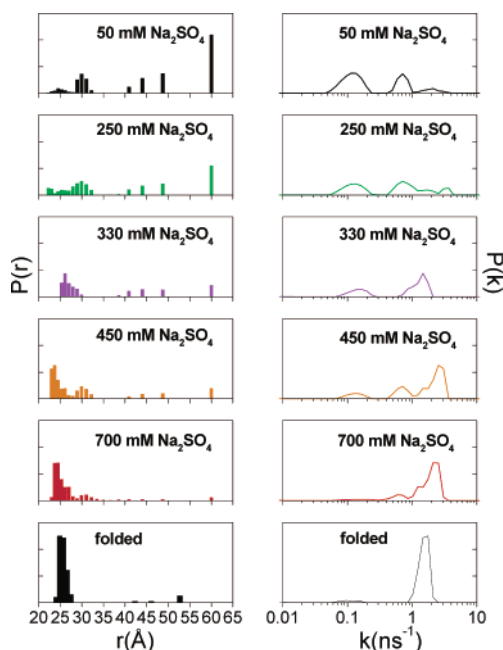 50 mM Na₂SO₄
50 mM Na₂SO₄
250 mM Na₂SO₄
250 mM Na₂SO₄
330 mM Na₂SO₄
330 mM Na₂SO₄
P(r)
P(k)
450 mM Na₂SO₄
450 mM Na₂SO₄
700 mM Na₂SO₄
700 mM Na₂SO₄
folded
folded
20 25 30 35 40 45 50 55 60 65
0.01 0.1 1 10
r(Å)
k(ns⁻¹)